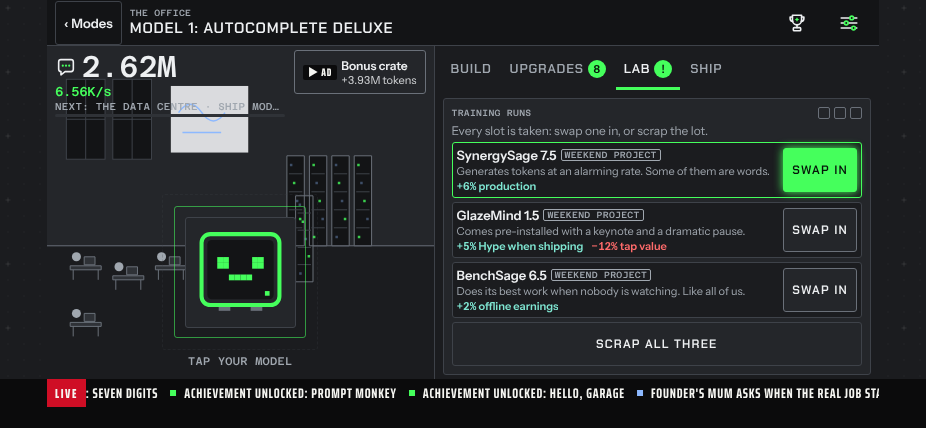 ‹ Modes
THE OFFICE
MODEL 1: AUTOCOMPLETE DELUXE
2.62M
6.56K/s
NEXT: THE DATA CENTRE · SHIP MOD…
AD
Bonus crate
+3.93M tokens
TAP YOUR MODEL
BUILD UPGRADES 8 LAB ! SHIP
TRAINING RUNS
Every slot is taken: swap one in, or scrap the lot.
SynergySage 7.5 WEEKEND PROJECT
Generates tokens at an alarming rate. Some of them are words.
+6% production
SWAP IN
GlazeMind 1.5 WEEKEND PROJECT
Comes pre-installed with a keynote and a dramatic pause.
+5% Hype when shipping −12% tap value
SWAP IN
BenchSage 6.5 WEEKEND PROJECT
Does its best work when nobody is watching. Like all of us.
+2% offline earnings
SWAP IN
SCRAP ALL THREE
LIVE : SEVEN DIGITS ACHIEVEMENT UNLOCKED: PROMPT MONKEY ACHIEVEMENT UNLOCKED: HELLO, GARAGE FOUNDER'S MUM ASKS WHEN THE REAL JOB STA